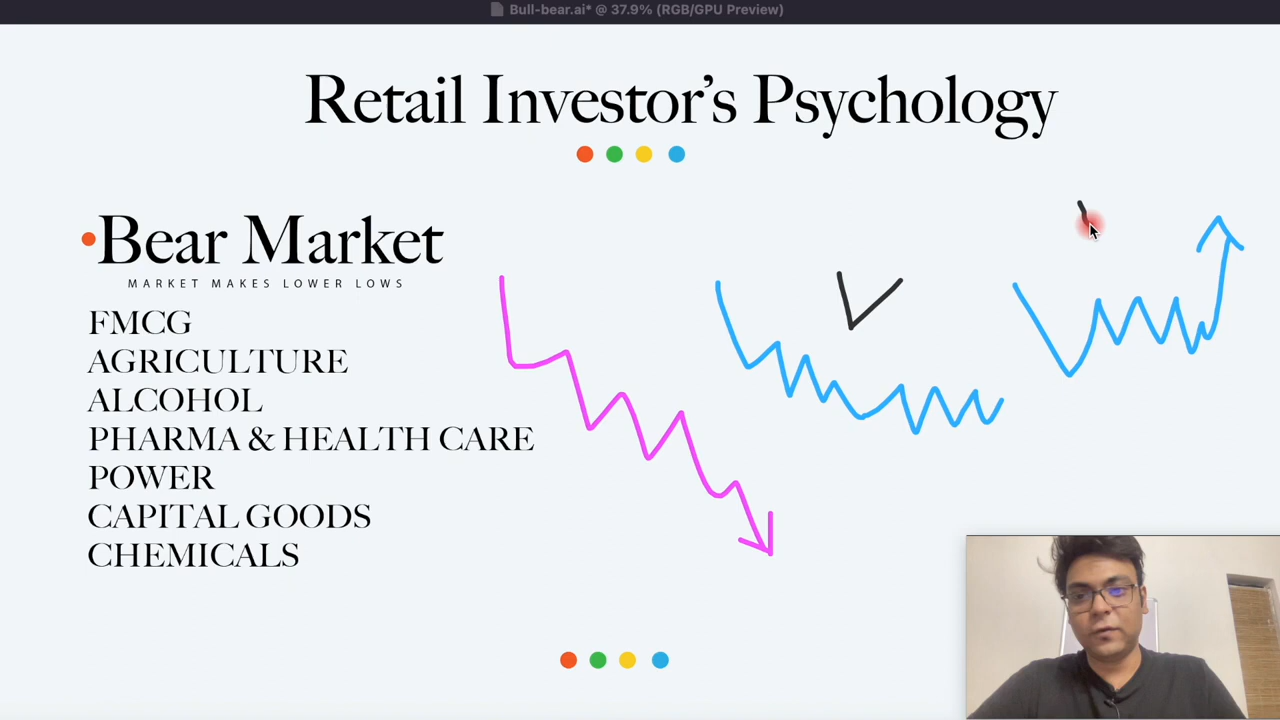 Bull-bear.ai* @ 37.9% (RGB/GPU Preview)
Retail Investor's Psychology
Bear Market
MARKET MAKES LOWER LOWS
FMCG
AGRICULTURE
ALCOHOL
PHARMA & HEALTH CARE
POWER
CAPITAL GOODS
CHEMICALS